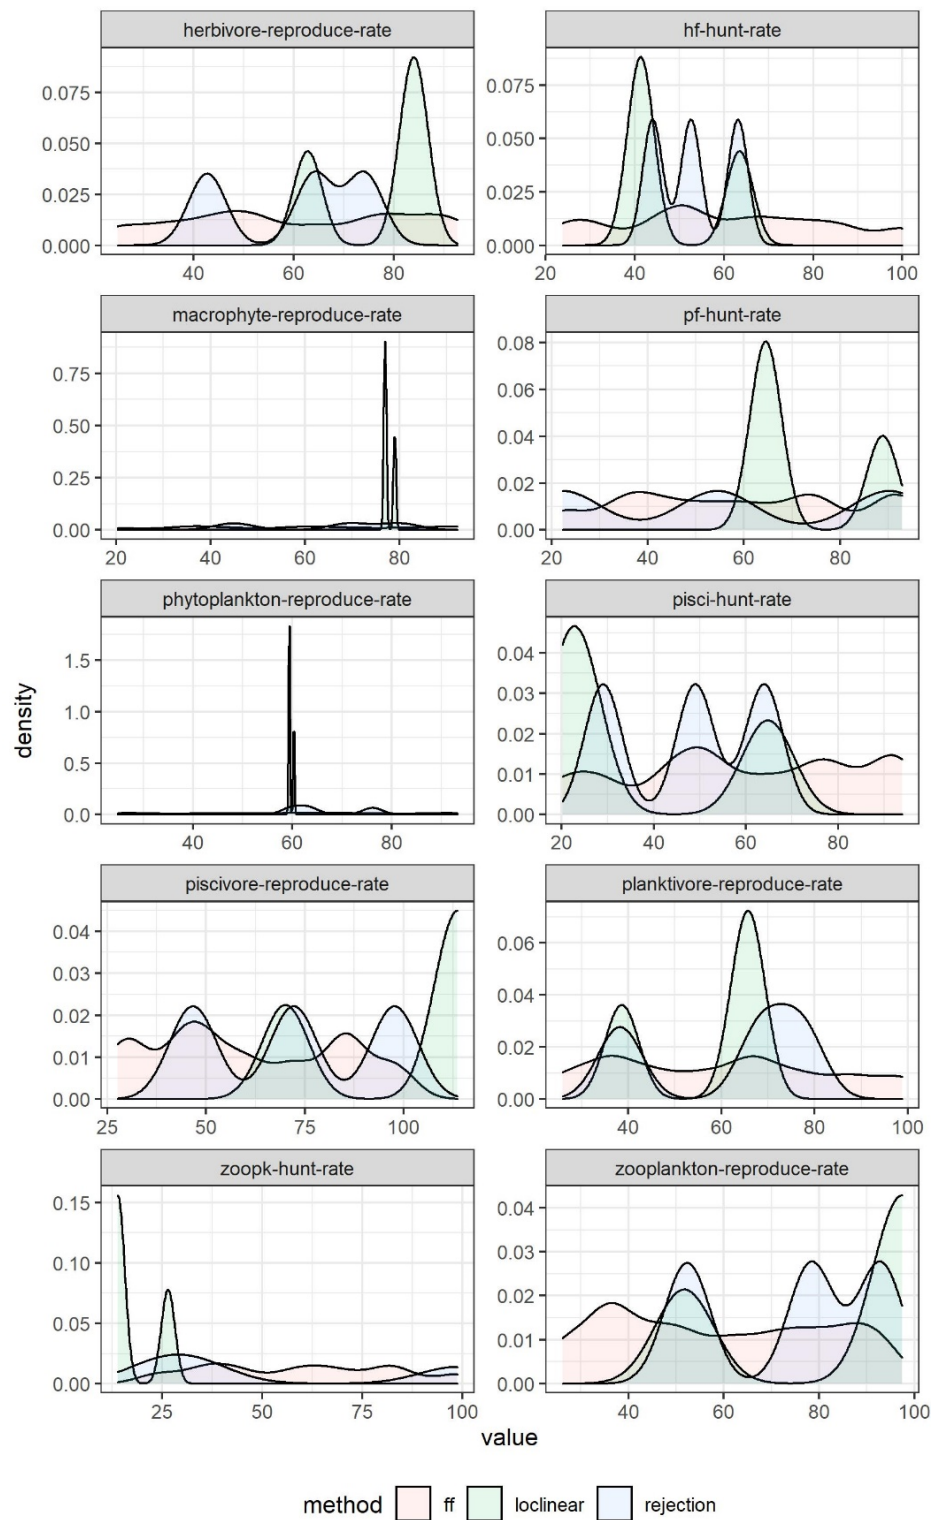 herbivore-reproduce-rate
hf-hunt-rate
0.075
0.050
0.025
0.000
40 60 80
0.075
0.050
0.025
0.000
20 40 60 80 100
macrophyte-reproduce-rate
pf-hunt-rate
0.75
0.50
0.25
0.00
20 40 60 80
0.08
0.06
0.04
0.02
0.00
40 60 80
phytoplankton-reproduce-rate
pisci-hunt-rate
1.5
1.0
0.5
0.0
40 60 80
0.04
0.03
0.02
0.01
0.00
20 40 60 80
density
piscivore-reproduce-rate
planktivore-reproduce-rate
0.04
0.03
0.02
0.01
0.00
25 50 75 100
0.06
0.04
0.02
0.00
40 60 80 100
zoopk-hunt-rate
zooplankton-reproduce-rate
0.15
0.10
0.05
0.00
25 50 75 100
0.04
0.03
0.02
0.01
0.00
40 60 80 100
value
method ff loclinear rejection